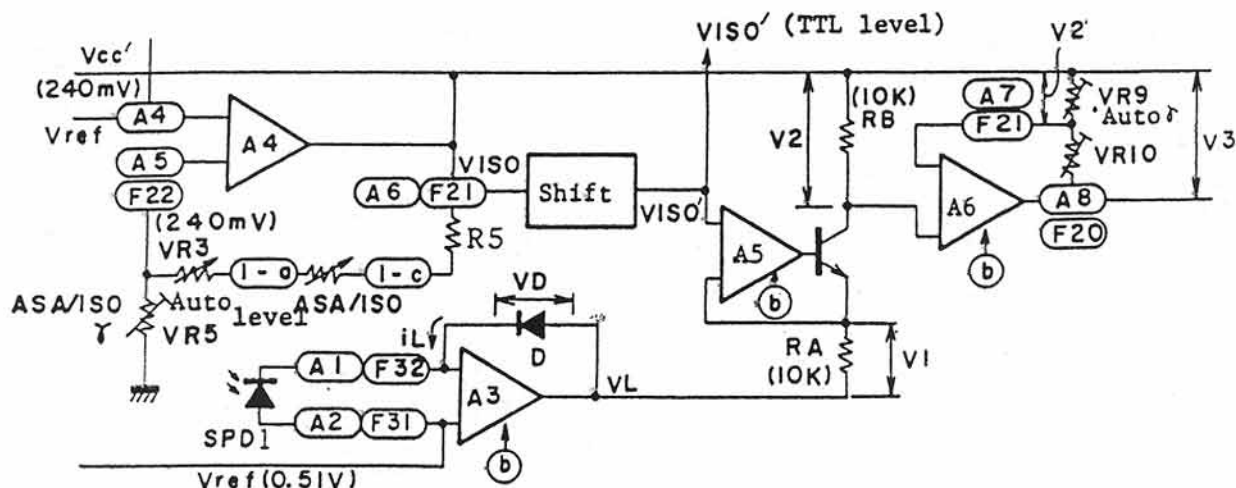 VISO' (TTL level)
V2'
Vcc'
(240mV)
A4
Vref
A4
A5
F22
(240mV)
VISO
A6 F21
Shift
VISO'
R5
VR3
1-a
1-c
ASA/ISO
ASA/ISO
γ
Auto
level
VR5
(10K)
RB
V2
A7
F21
VR9
Auto γ
VR10
V3
A6
A8
F20
b
A5
b
VD
D
iL
A1 F32
A3
VL
RA
(10K)
V1
A2 F31
SPD1
b
Vref (0.51V)